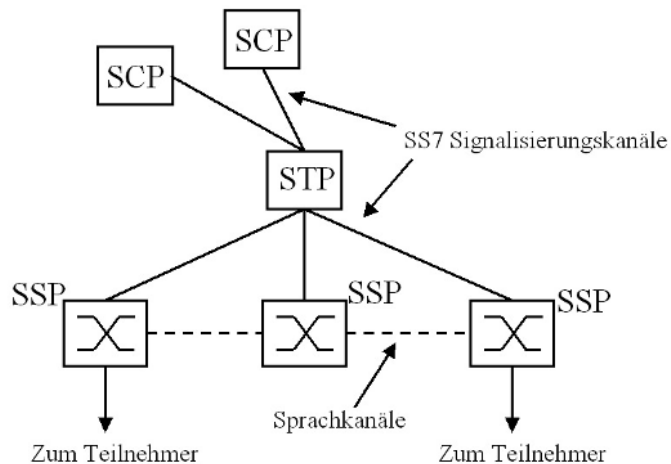 SCP
SCP
SS7 Signalisierungskanäle
STP
SSP
SSP
SSP
Sprachkanäle
Zum Teilnehmer
Zum Teilnehmer